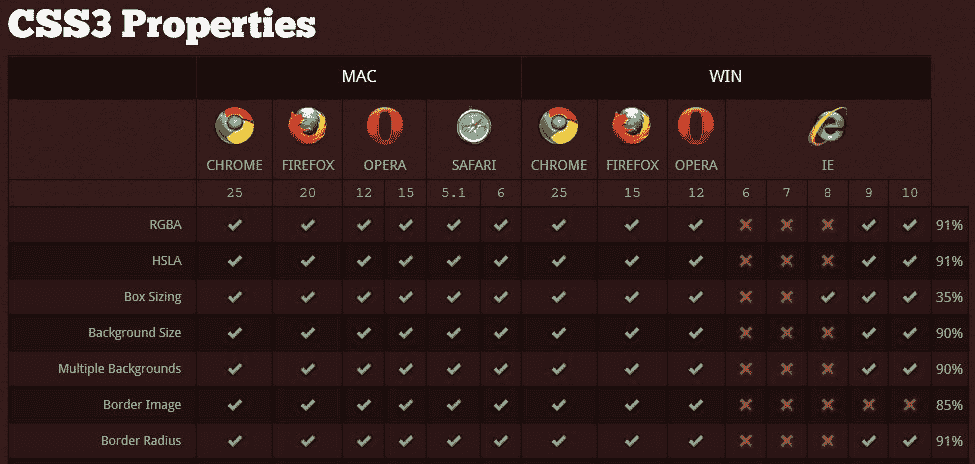 CSS3 Properties
MAC WIN
CHROME FIREFOX OPERA SAFARI CHROME FIREFOX OPERA IE
25 20 12 15 5.1 6 25 15 12 6 7 8 9 10
RGBA 91%
HSLA 91%
Box Sizing 35%
Background Size 90%
Multiple Backgrounds 90%
Border Image 85%
Border Radius 91%